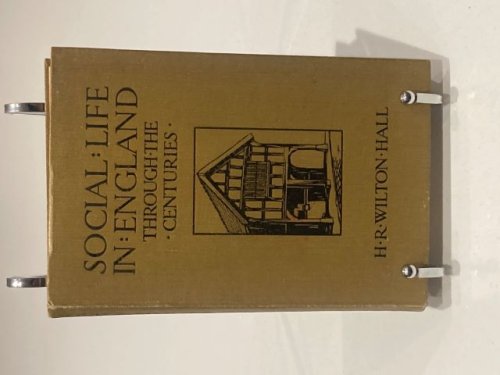 SOCIAL : LIFE
IN : ENGLAND
THROUGH · THE
· CENTURIES ·
H · R · WILTON · HALL